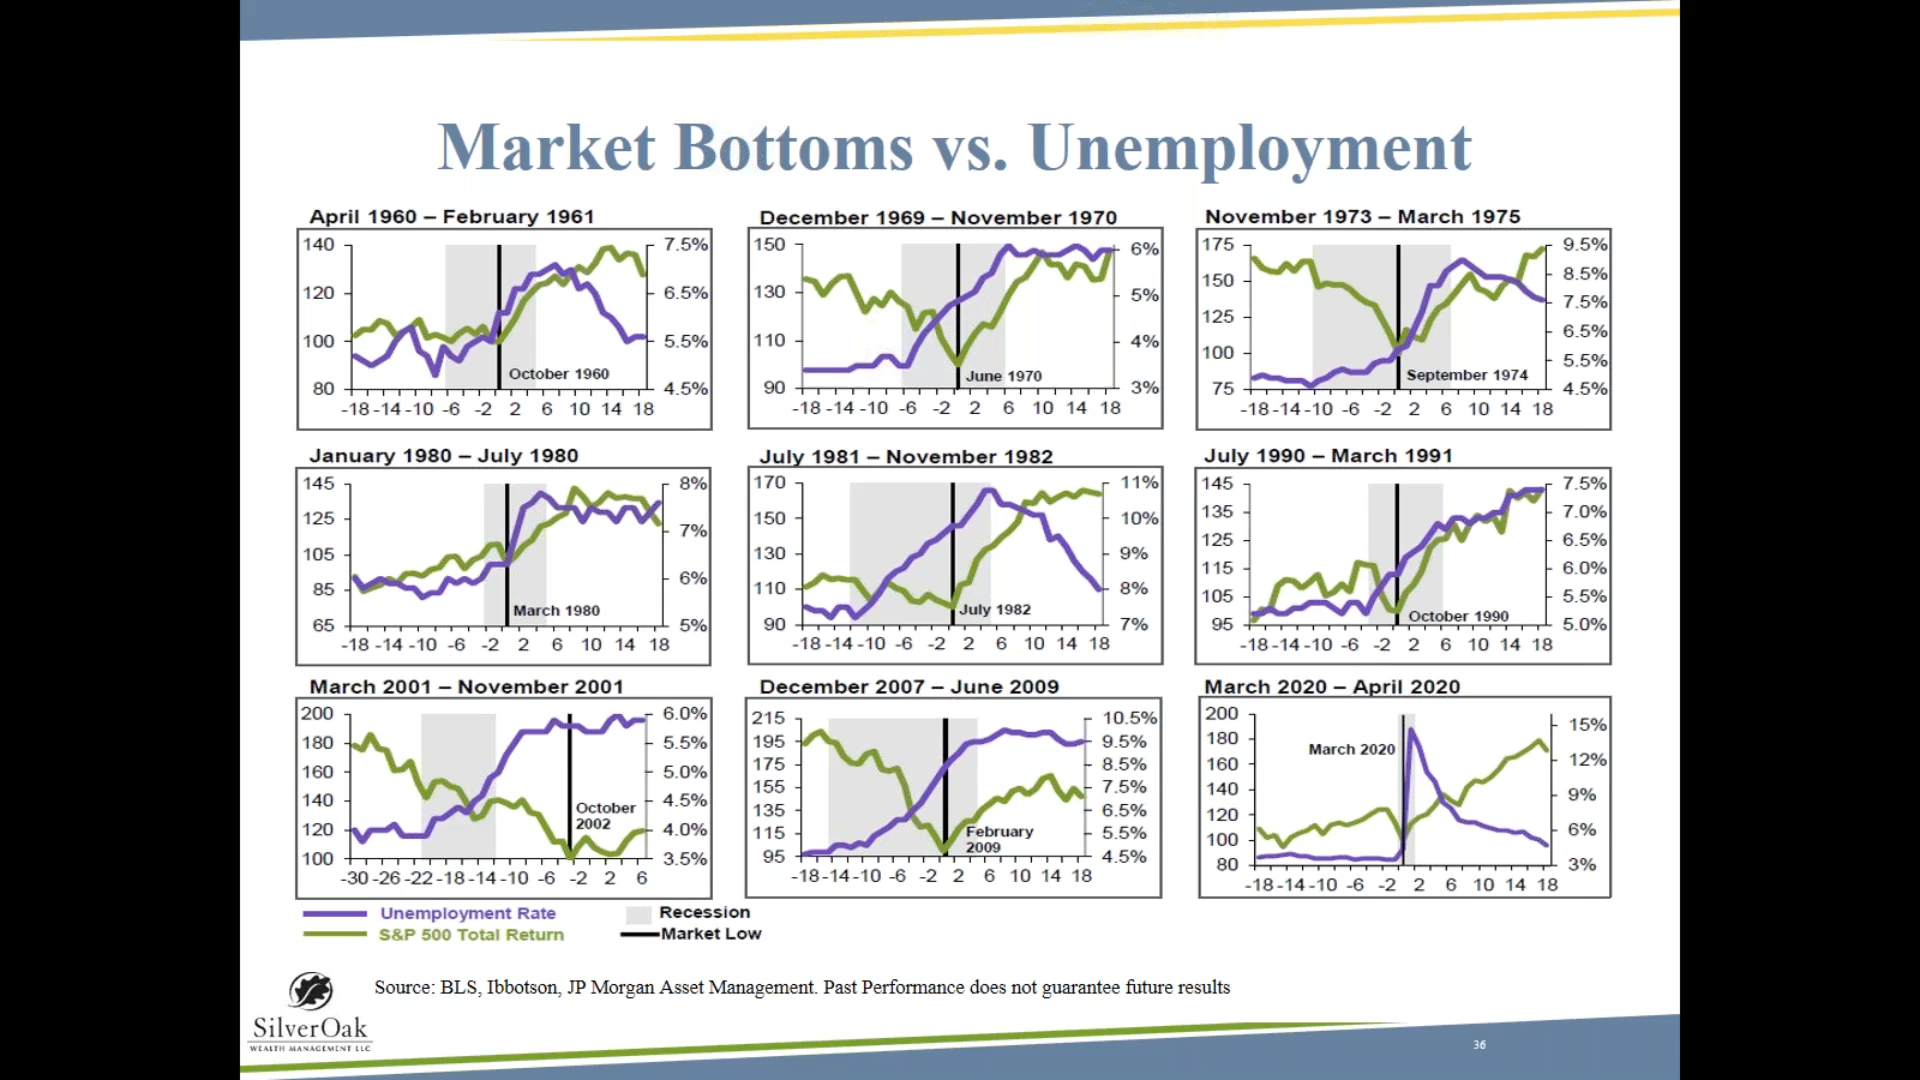 Market Bottoms vs. Unemployment
April 1960 – February 1961
140
120
100
80
7.5%
6.5%
5.5%
4.5%
October 1960
-18 -14 -10 -6 -2 2 6 10 14 18
December 1969 – November 1970
150
130
110
90
6%
5%
4%
3%
June 1970
-18 -14 -10 -6 -2 2 6 10 14 18
November 1973 – March 1975
175
150
125
100
75
9.5%
8.5%
7.5%
6.5%
5.5%
4.5%
September 1974
-18 -14 -10 -6 -2 2 6 10 14 18
January 1980 – July 1980
145
125
105
85
65
8%
7%
6%
5%
March 1980
-18 -14 -10 -6 -2 2 6 10 14 18
July 1981 – November 1982
170
150
130
110
90
11%
10%
9%
8%
7%
July 1982
-18 -14 -10 -6 -2 2 6 10 14 18
July 1990 – March 1991
145
135
125
115
105
95
7.5%
7.0%
6.5%
6.0%
5.5%
5.0%
October 1990
-18 -14 -10 -6 -2 2 6 10 14 18
March 2001 – November 2001
200
180
160
140
120
100
6.0%
5.5%
5.0%
4.5%
4.0%
3.5%
October
2002
-30 -26 -22 -18 -14 -10 -6 -2 2 6
December 2007 – June 2009
215
195
175
155
135
115
95
10.5%
9.5%
8.5%
7.5%
6.5%
5.5%
4.5%
February
2009
-18 -14 -10 -6 -2 2 6 10 14 18
March 2020 – April 2020
200
180
160
140
120
100
80
15%
12%
9%
6%
3%
March 2020
-18 -14 -10 -6 -2 2 6 10 14 18
Unemployment Rate
S&P 500 Total Return
Recession
Market Low
Source: BLS, Ibbotson, JP Morgan Asset Management. Past Performance does not guarantee future results
SilverOak
WEALTH MANAGEMENT LLC
36